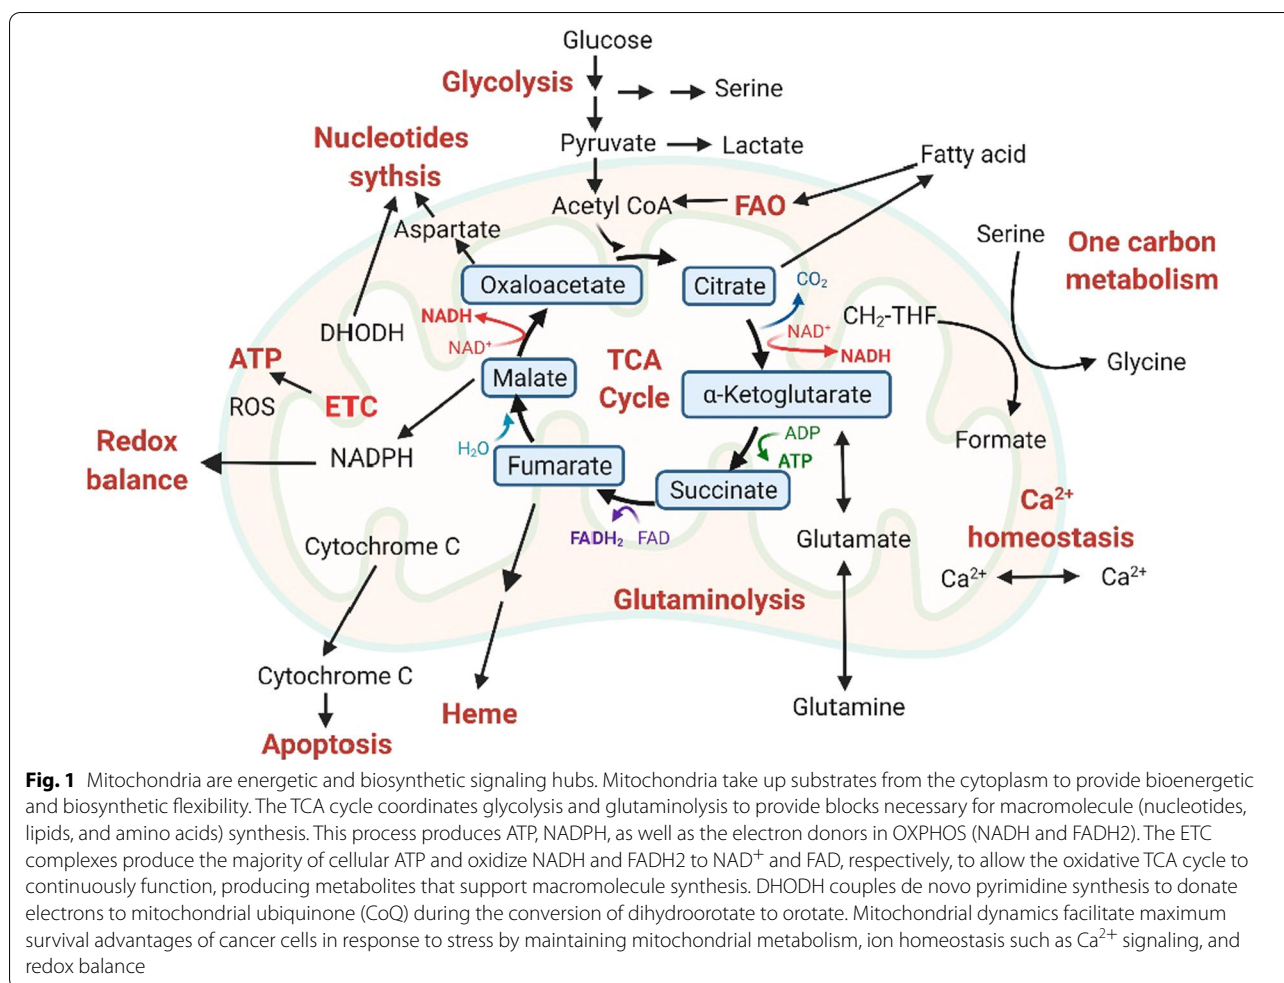 Glucose
Glycolysis
Serine
Nucleotides
sythsis
Pyruvate
Lactate
Fatty acid
Acetyl CoA
FAO
Aspartate
Serine
One carbon
metabolism
Oxaloacetate
Citrate
CO₂
NADH
NAD⁺
DHODH
CH₂-THF
NAD⁺
NADH
ATP
ROS
ETC
Malate
TCA
Cycle
α-Ketoglutarate
Glycine
Redox
balance
NADPH
H₂O
Fumarate
ADP
ATP
Formate
Succinate
FADH₂
FAD
Ca²⁺
homeostasis
Ca²⁺
Ca²⁺
Cytochrome C
Glutamate
Glutaminolysis
Cytochrome C
Apoptosis
Heme
Glutamine
Fig. 1 Mitochondria are energetic and biosynthetic signaling hubs. Mitochondria take up substrates from the cytoplasm to provide bioenergetic
and biosynthetic flexibility. The TCA cycle coordinates glycolysis and glutaminolysis to provide blocks necessary for macromolecule (nucleotides,
lipids, and amino acids) synthesis. This process produces ATP, NADPH, as well as the electron donors in OXPHOS (NADH and FADH2). The ETC
complexes produce the majority of cellular ATP and oxidize NADH and FADH2 to NAD⁺ and FAD, respectively, to allow the oxidative TCA cycle to
continuously function, producing metabolites that support macromolecule synthesis. DHODH couples de novo pyrimidine synthesis to donate
electrons to mitochondrial ubiquinone (CoQ) during the conversion of dihydroorotate to orotate. Mitochondrial dynamics facilitate maximum
survival advantages of cancer cells in response to stress by maintaining mitochondrial metabolism, ion homeostasis such as Ca²⁺ signaling, and
redox balance